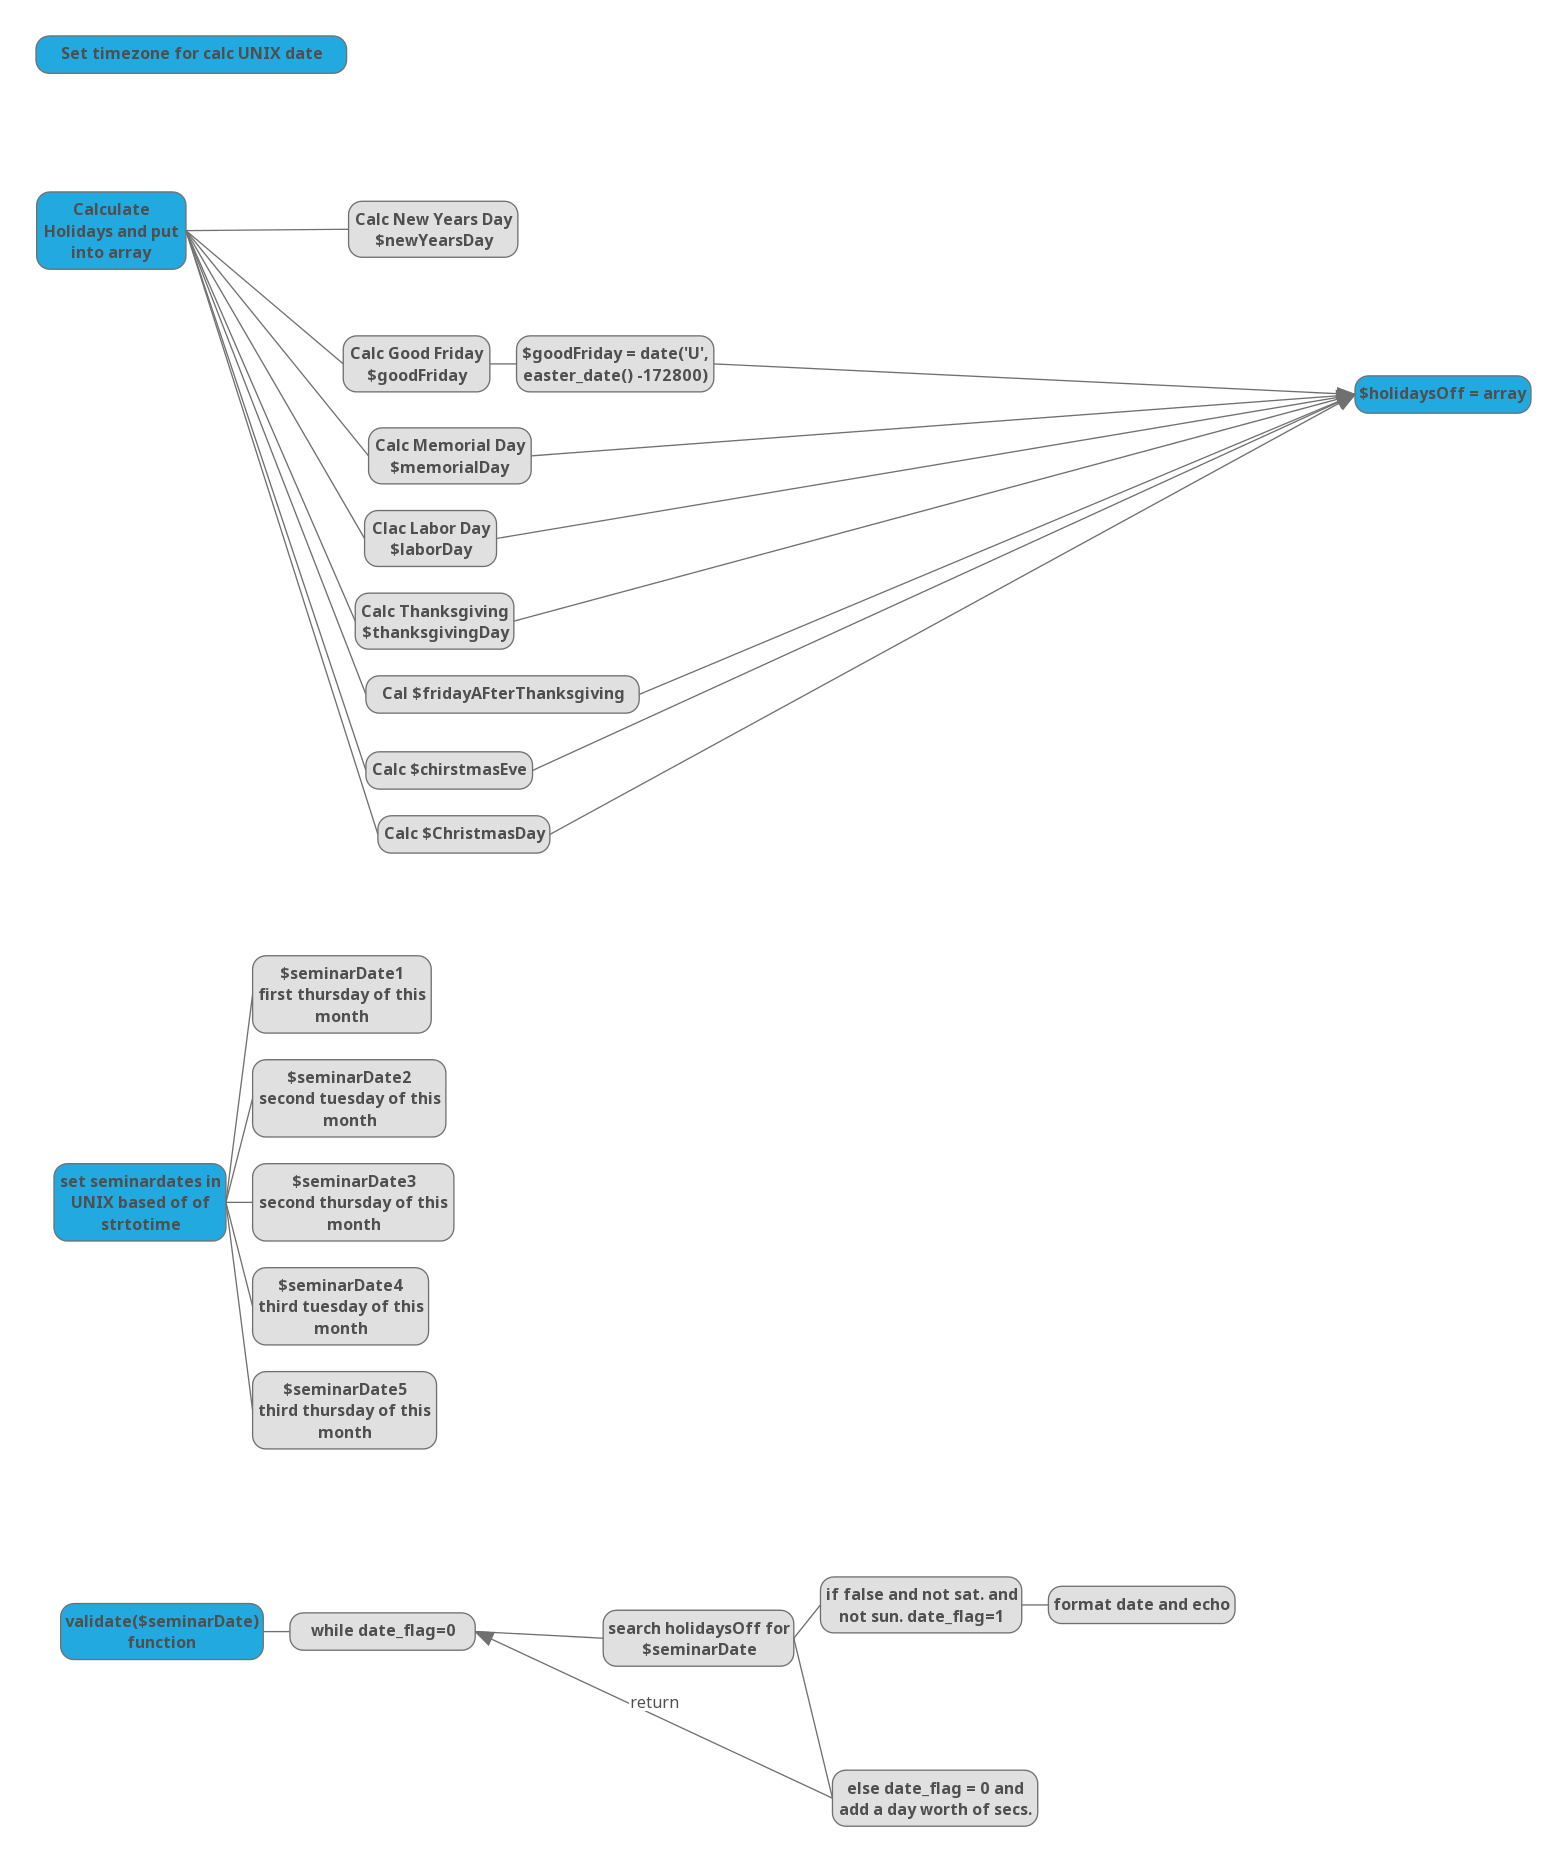 Set timezone for calc UNIX date
Calculate
Holidays and put
into array
Calc New Years Day
$newYearsDay
Calc Good Friday
$goodFriday
$goodFriday = date('U',
easter_date() -172800)
$holidaysOff = array
Calc Memorial Day
$memorialDay
Clac Labor Day
$laborDay
Calc Thanksgiving
$thanksgivingDay
Cal $fridayAFterThanksgiving
Calc $chirstmasEve
Calc $ChristmasDay
$seminarDate1
first thursday of this
month
$seminarDate2
second tuesday of this
month
set seminardates in
UNIX based of of
strtotime
$seminarDate3
second thursday of this
month
$seminarDate4
third tuesday of this
month
$seminarDate5
third thursday of this
month
validate($seminarDate)
function
while date_flag=0
search holidaysOff for
$seminarDate
if false and not sat. and
not sun. date_flag=1
format date and echo
return
else date_flag = 0 and
add a day worth of secs.